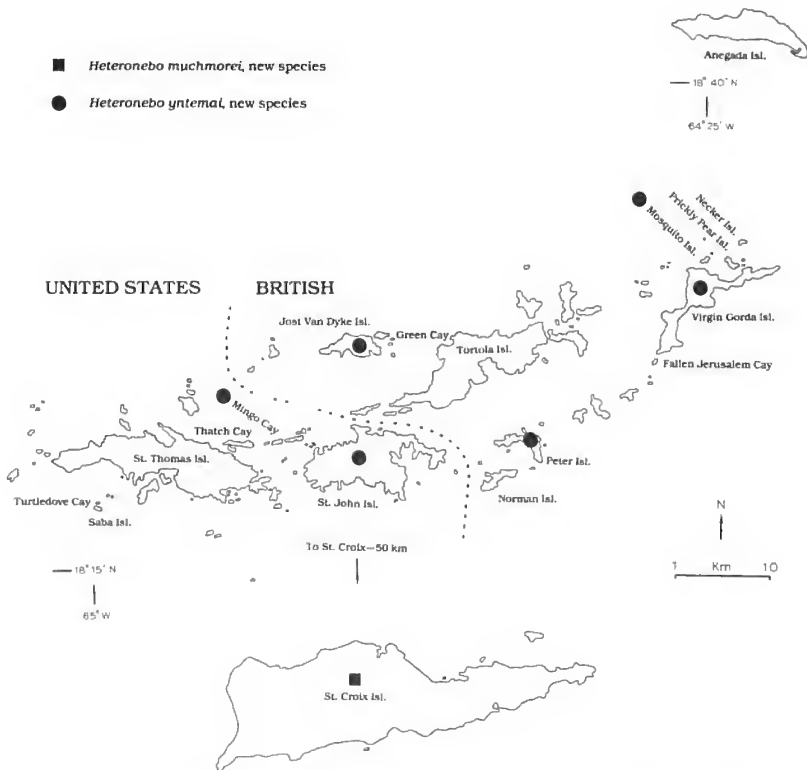 Anegada Isl.
Heteronebo muchmorei, new species
18° 40' N
Heteronebo yntemai, new species
64° 25' W
Necker Isl.
Prickly Pear Isl.
Mosquito Isl.
UNITED STATES
BRITISH
Virgin Gorda Isl.
Jost Van Dyke Isl.
Green Cay
Tortola Isl.
Fallen Jerusalem Cay
Mingo Cay
Thatch Cay
St. Thomas Isl.
Peter Isl.
Turtledove Cay
St. John Isl.
Norman Isl.
Saba Isl.
N
To St. Croix—50 km
18° 15' N
1 Km 10
65° W
St. Croix Isl.